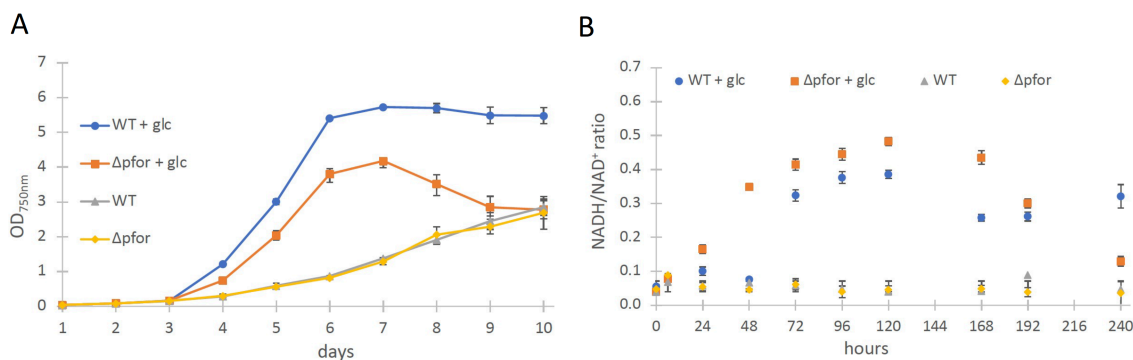 A
OD750nm
7
6
5
4
3
2
1
0
WT + glc
Δpfor + glc
WT
Δpfor
1 2 3 4 5 6 7 8 9 10
days
B
NADH/NAD⁺ ratio
0.7
0.6
0.5
0.4
0.3
0.2
0.1
0.0
WT + glc Δpfor + glc WT Δpfor
0 24 48 72 96 120 144 168 192 216 240
hours